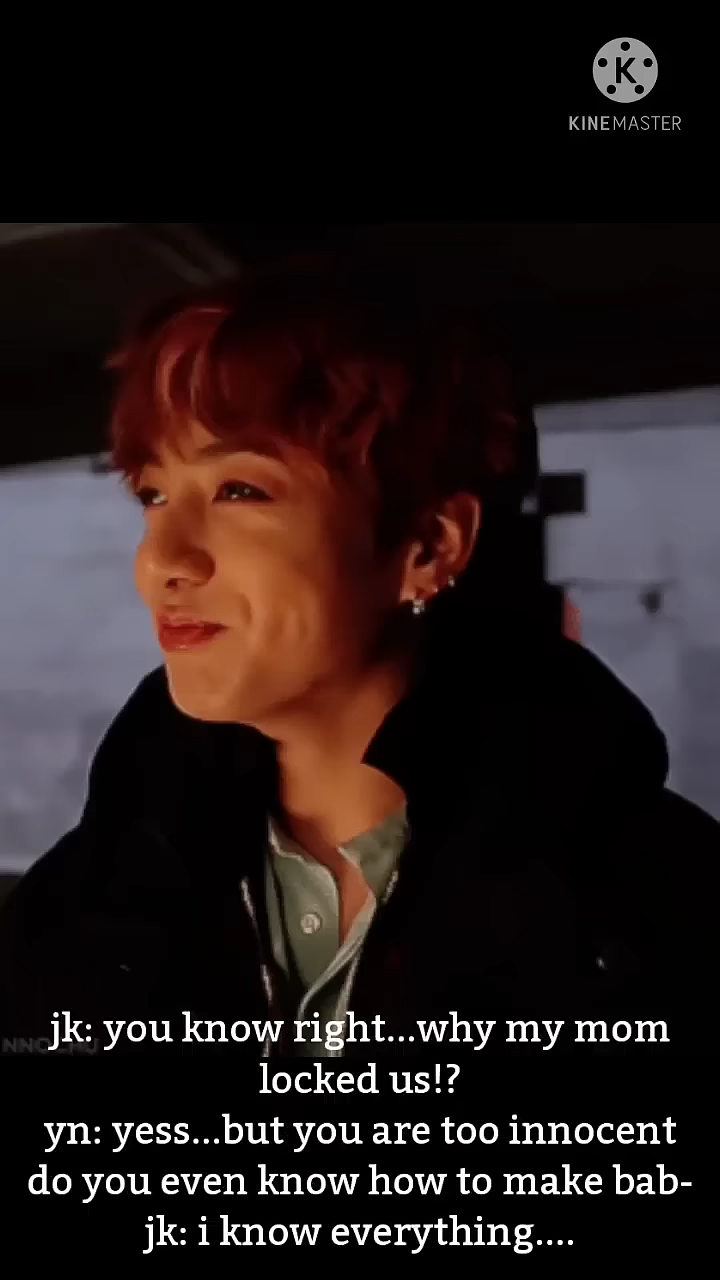 KINEMASTER
jk: you know right...why my mom
locked us!?
yn: yess...but you are too innocent
do you even know how to make bab-
jk: i know everything....